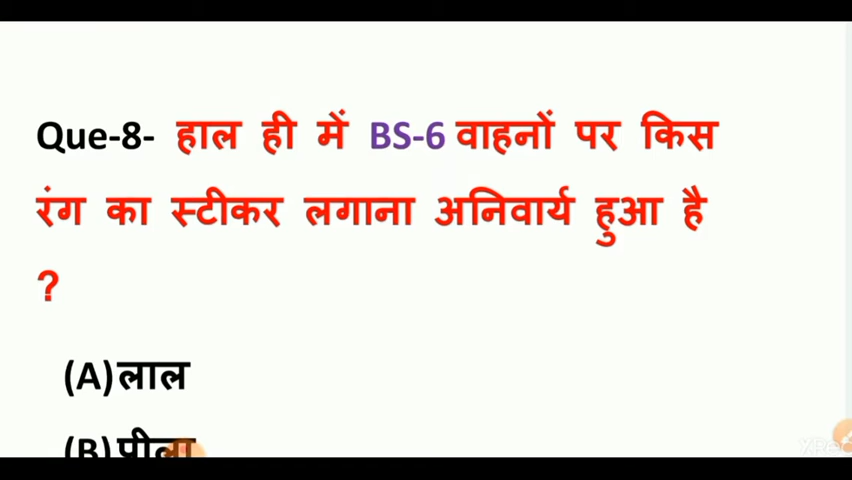 Que-8- हाल ही में BS-6 वाहनों पर किस
रंग का स्टीकर लगाना अनिवार्य हुआ है
?
(A)लाल
(B)पीला